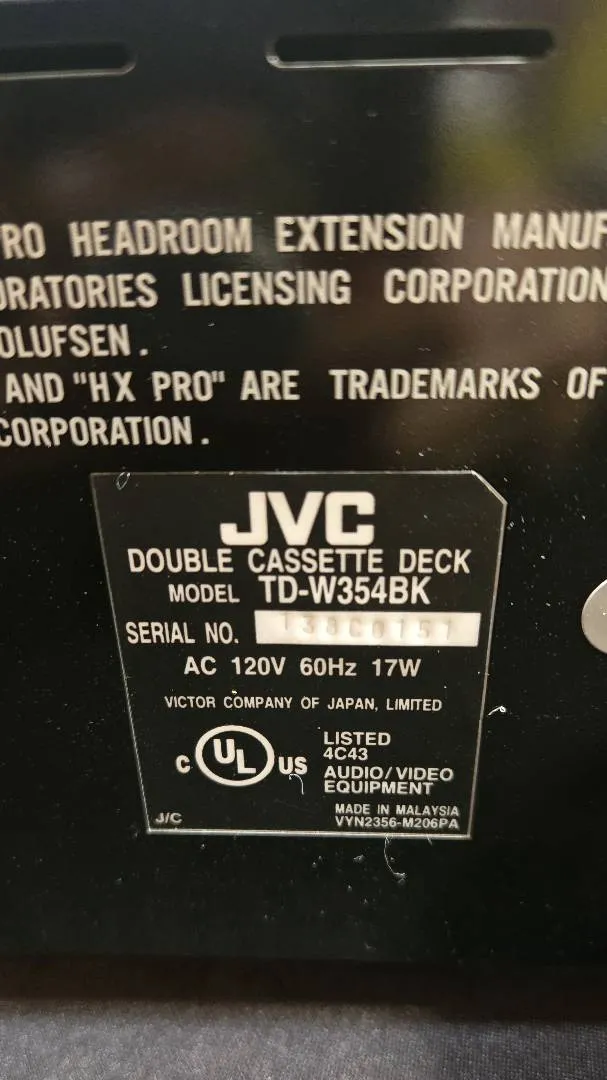 RO HEADROOM EXTENSION MANUF
ORATORIES LICENSING CORPORATION
OLUFSEN.
AND "HX PRO" ARE TRADEMARKS OF
CORPORATION.
JVC
DOUBLE CASSETTE DECK
MODEL TD-W354BK
SERIAL NO. 138C0151
AC 120V 60Hz 17W
VICTOR COMPANY OF JAPAN, LIMITED
C UL US
LISTED
4C43
AUDIO/VIDEO
EQUIPMENT
J/C
MADE IN MALAYSIA
VYN2356-M206PA